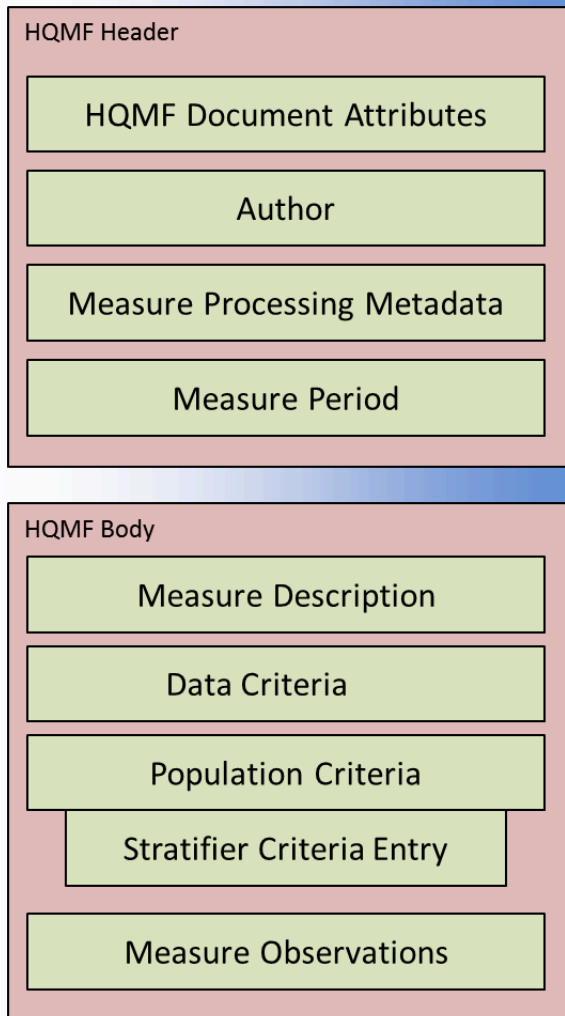 HQMF Header
HQMF Document Attributes
Author
Measure Processing Metadata
Measure Period
HQMF Body
Measure Description
Data Criteria
Population Criteria
Stratifier Criteria Entry
Measure Observations